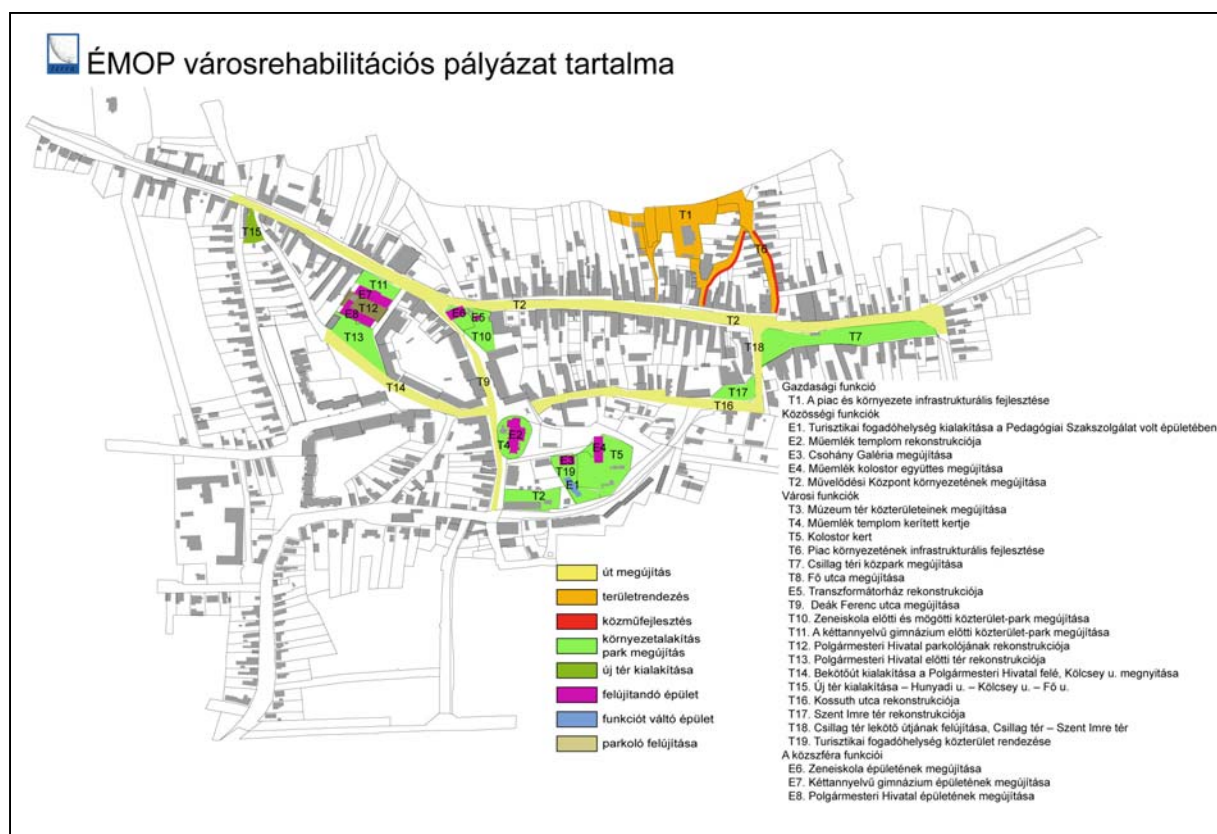 ÉMOP városrehabilitációs pályázat tartalma
T1
T15
T6
T11
E7
T12
E8
T13
T2
E6
E5
T10
T2
T18
T7
T9
T14
T17
T16
T4
E2
E4
T5
E3
T19
E1
T2
út megújítás
területrendezés
közműfejlesztés
környezetalakítás
park megújítás
új tér kialakítása
felújítandó épület
funkciót váltó épület
parkoló felújítása
Gazdasági funkció
T1. A piac és környezete infrastrukturális fejlesztése
Közösségi funkciók
E1. Turisztikai fogadóhelység kialakítása a Pedagógiai Szakszolgálat volt épületében
E2. Műemlék templom rekonstrukciója
E3. Csohány Galéria megújítása
E4. Műemlék kolostor együttes megújítása
T2. Művelődési Központ környezetének megújítása
Városi funkciók
T3. Múzeum tér közterületeinek megújítása
T4. Műemlék templom kerített kertje
T5. Kolostor kert
T6. Piac környezetének infrastrukturális fejlesztése
T7. Csillag téri közpark megújítása
T8. Fő utca megújítása
E5. Transzformátorház rekonstrukciója
T9. Deák Ferenc utca megújítása
T10. Zeneiskola előtti és mögötti közterület-park megújítása
T11. A kéttannyelvű gimnázium előtti közterület-park megújítása
T12. Polgármesteri Hivatal parkolójának rekonstrukciója
T13. Polgármesteri Hivatal előtti tér rekonstrukciója
T14. Bekötőút kialakítása a Polgármesteri Hivatal felé, Kölcsey u. megnyitása
T15. Új tér kialakítása – Hunyadi u. – Kölcsey u. – Fő u.
T16. Kossuth utca rekonstrukciója
T17. Szent Imre tér rekonstrukciója
T18. Csillag tér lekötő útjának felújítása, Csillag tér – Szent Imre tér
T19. Turisztikai fogadóhelység közterület rendezése
A közszféra funkciói
E6. Zeneiskola épületének megújítása
E7. Kéttannyelvű gimnázium épületének megújítása
E8. Polgármesteri Hivatal épületének megújítása